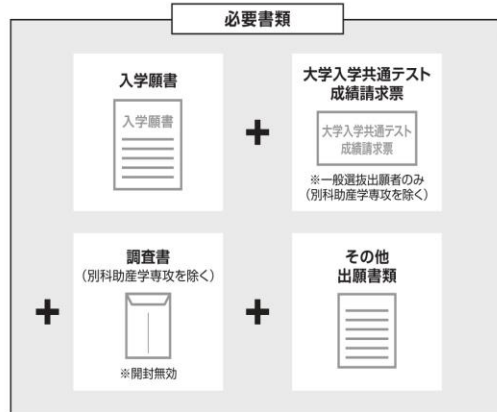 必要書類
入学願書
入学願書
+
大学入学共通テスト
成績請求票
大学入学共通テスト
成績請求票
※一般選抜出願者のみ
(別科助産学専攻を除く)
+
調査書
(別科助産学専攻を除く)
※開封無効
+
その他
出願書類